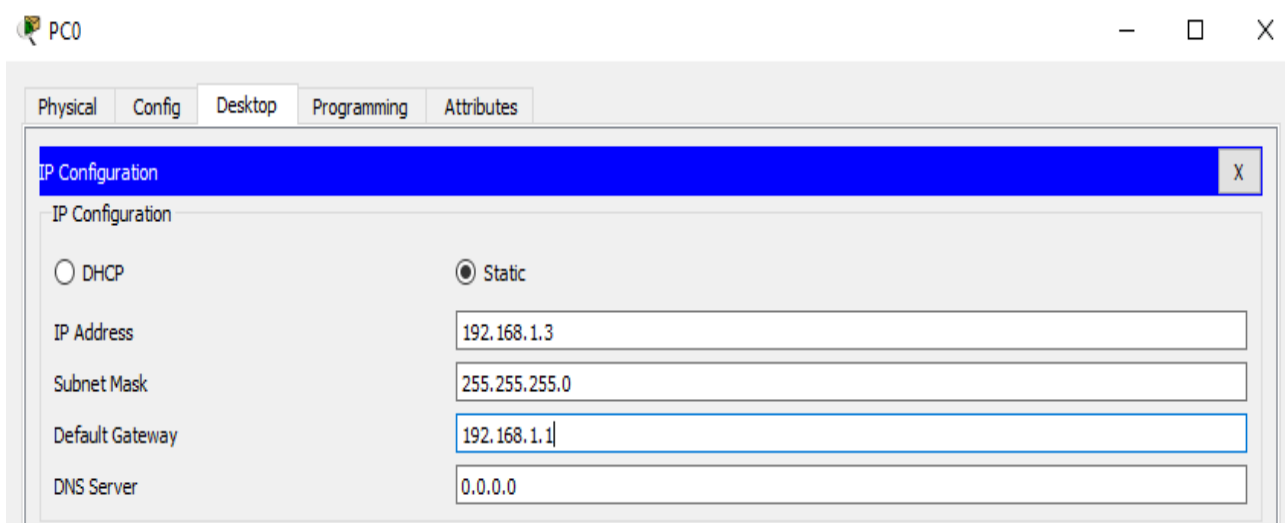 PC0
Physical Config Desktop Programming Attributes
IP Configuration X
IP Configuration
DHCP Static
IP Address 192.168.1.3
Subnet Mask 255.255.255.0
Default Gateway 192.168.1.1
DNS Server 0.0.0.0